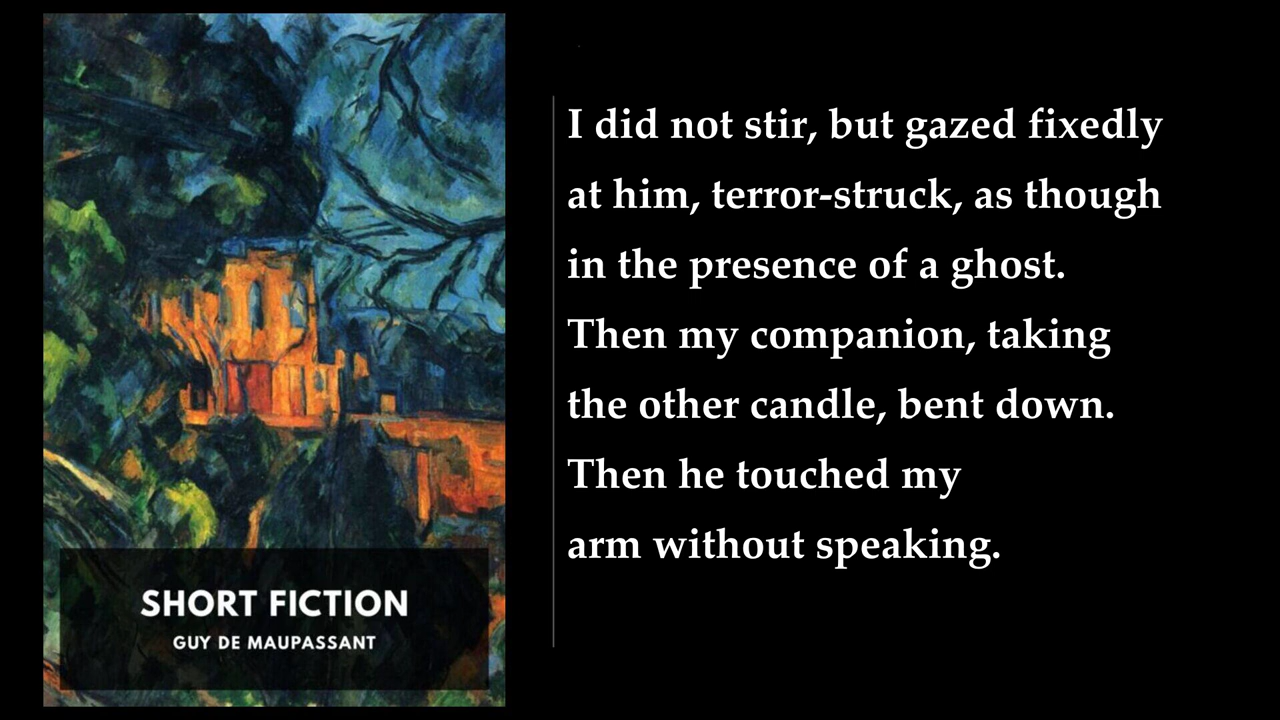 SHORT FICTION
GUY DE MAUPASSANT
I did not stir, but gazed fixedly
at him, terror-struck, as though
in the presence of a ghost.
Then my companion, taking
the other candle, bent down.
Then he touched my
arm without speaking.